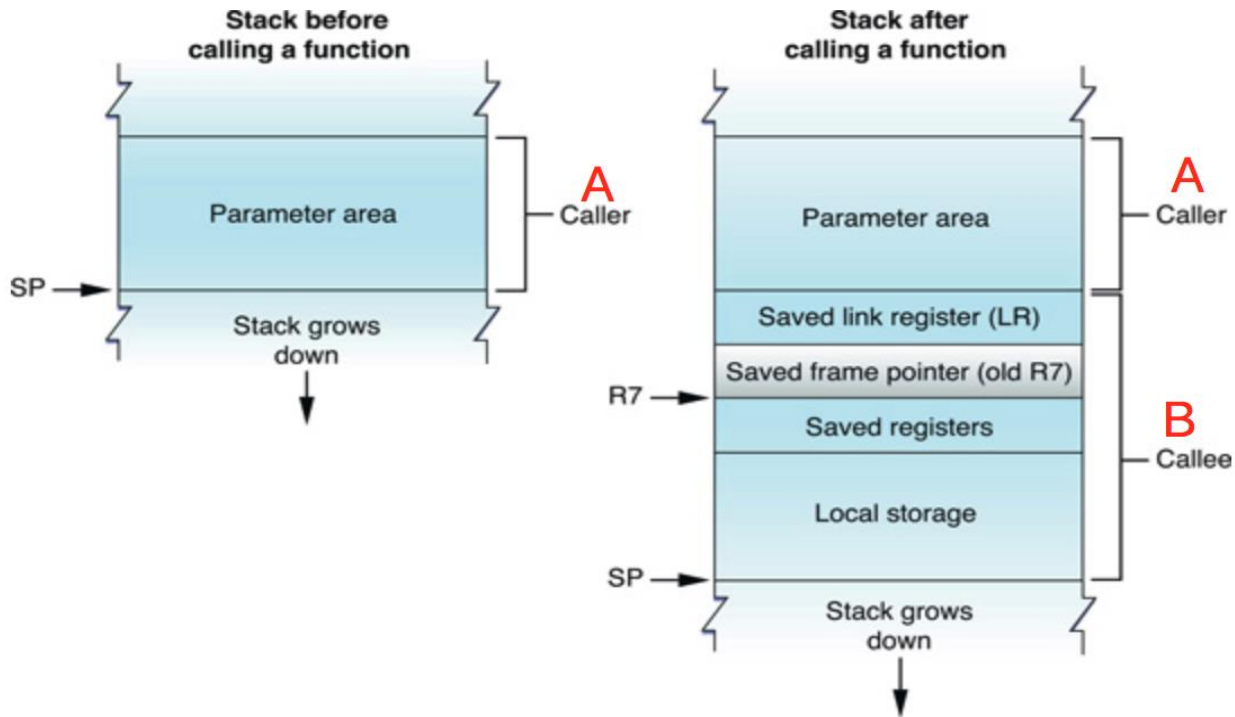 Stack before
calling a function
Parameter area
A
Caller
SP
Stack grows
down
Stack after
calling a function
Parameter area
A
Caller
Saved link register (LR)
Saved frame pointer (old R7)
R7
Saved registers
B
Callee
Local storage
SP
Stack grows
down